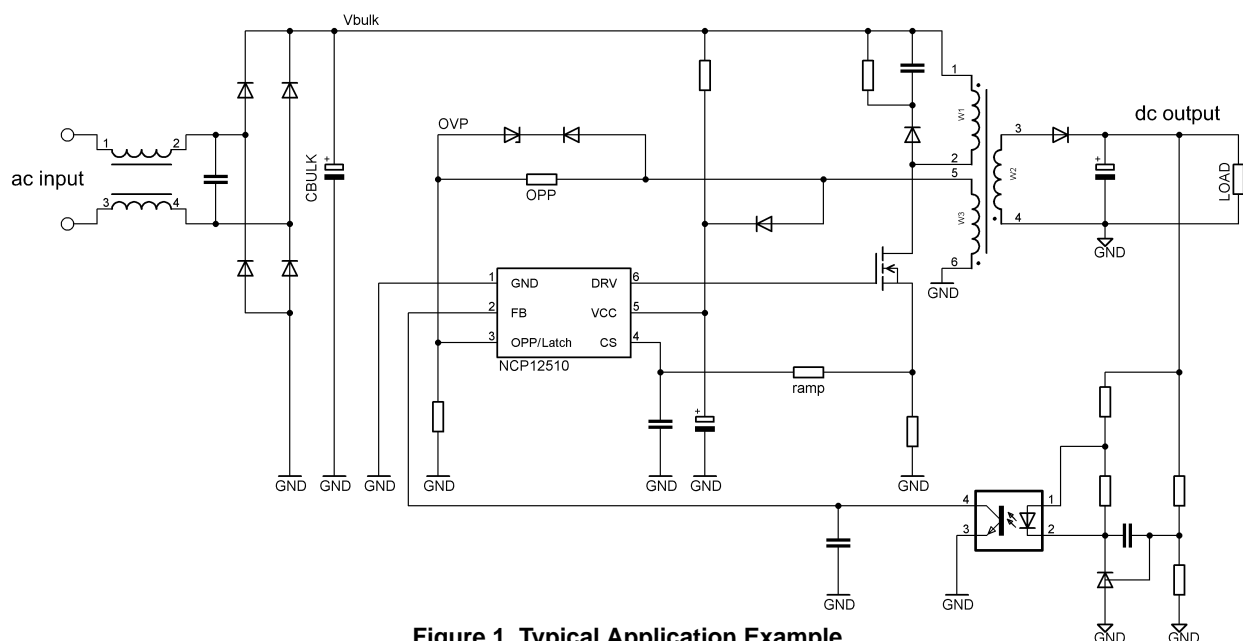 Vbulk
1
OVP
dc output
W1
3
1
2
2
5
W2
ac input
CBULK
+
+
LOAD
OPP
3
4
W3
4
GND
6
GND
1
GND
DRV
6
2
FB
VCC
5
3
OPP/Latch
CS
4
NCP12510
ramp
+
GND
GND
GND
GND
GND
GND
GND
4
1
3
2
GND
GND
GND
GND
Figure 1. Typical Application Example